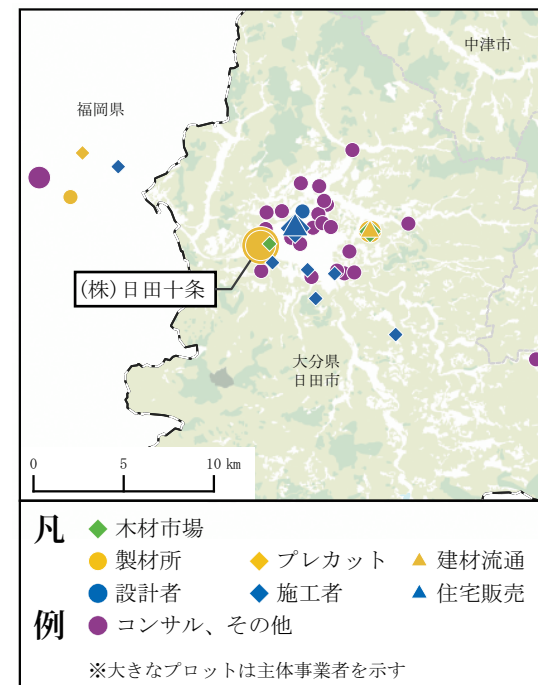 中津市
福岡県
(株)日田十条
大分県
日田市
0 5 10 km
凡例
木材市場
製材所 プレカット 建材流通
設計者 施工者 住宅販売
コンサル、その他
※大きなプロットは主体事業者を示す